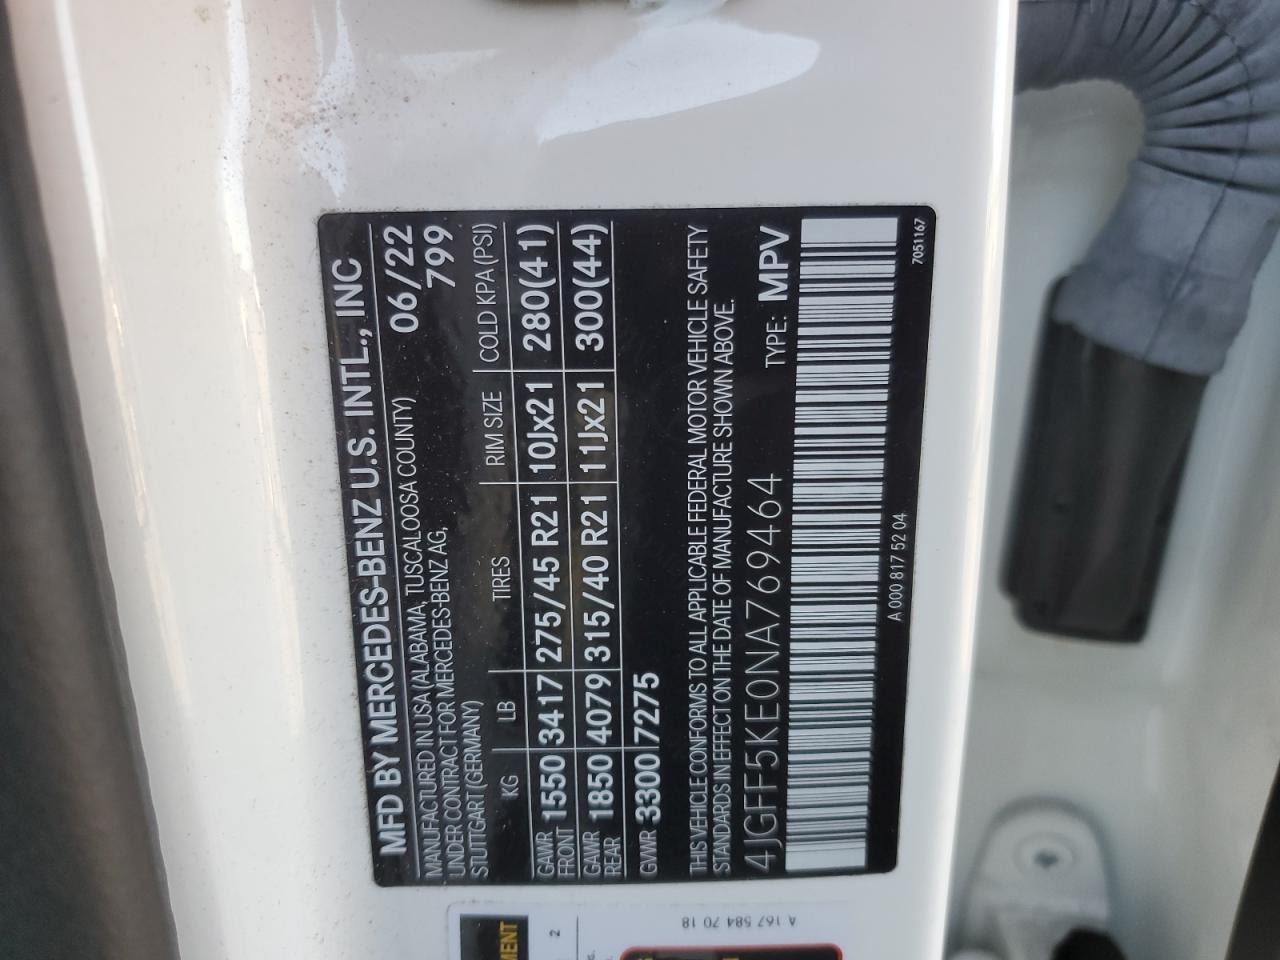 MFD BY MERCEDES-BENZ U.S. INTL., INC
MANUFACTURED IN USA (ALABAMA, TUSCALOOSA COUNTY) 06/22
UNDER CONTRACT FOR MERCEDES-BENZ AG, 799
STUTTGART (GERMANY)
KG LB TIRES RIM SIZE COLD KPA (PSI)
GAWR FRONT 1550 3417 275/45 R21 10Jx21 280(41)
GAWR REAR 1850 4079 315/40 R21 11Jx21 300(44)
GVWR 3300 7275
THIS VEHICLE CONFORMS TO ALL APPLICABLE FEDERAL MOTOR VEHICLE SAFETY
STANDARDS IN EFFECT ON THE DATE OF MANUFACTURE SHOWN ABOVE.
4JGFF5KE0NA769464 TYPE: MPV
A 000 817 52 04 7051167
A 167 584 70 18
MENT
2